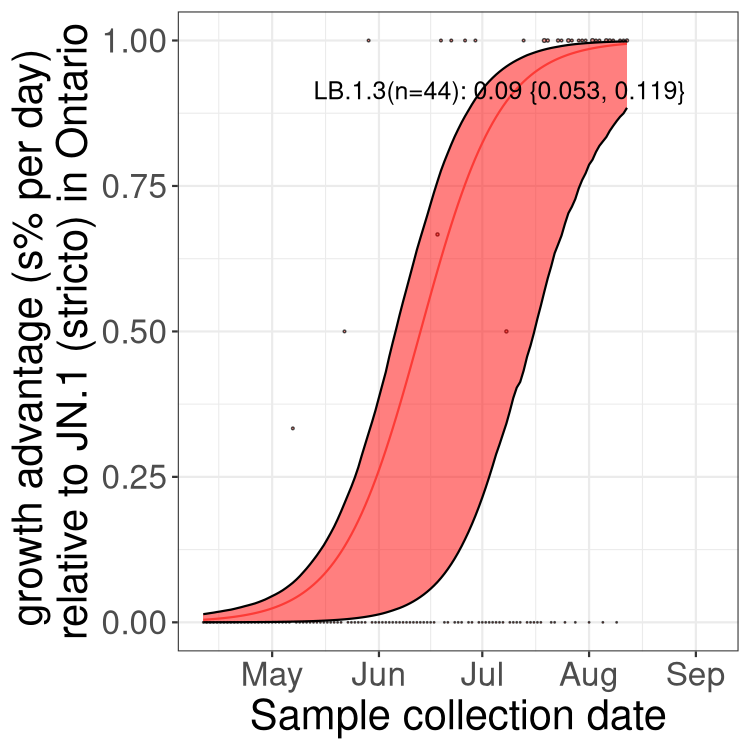 growth advantage (s% per day)
relative to JN.1 (stricto) in Ontario
1.00
0.75
0.50
0.25
0.00
LB.1.3(n=44): 0.09 {0.053, 0.119}
May Jun Jul Aug Sep
Sample collection date